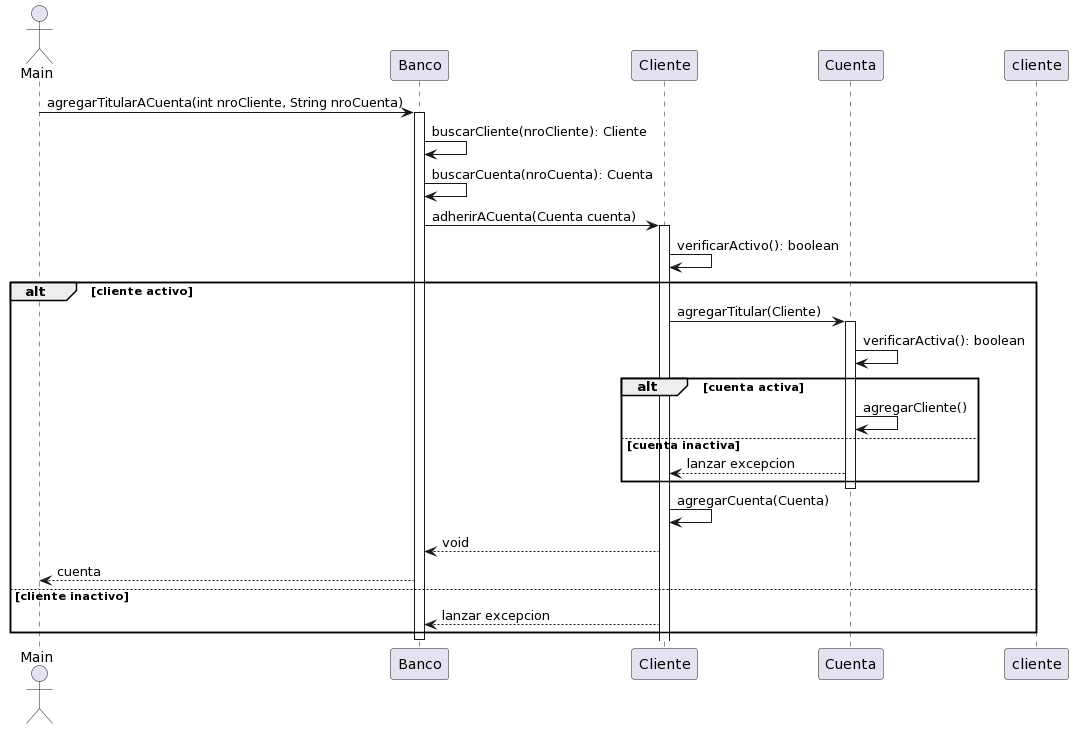 Main
Banco
Cliente
Cuenta
cliente
agregarTitularACuenta(int nroCliente, String nroCuenta)
buscarCliente(nroCliente): Cliente
buscarCuenta(nroCuenta): Cuenta
adherirACuenta(Cuenta cuenta)
verificarActivo(): boolean
alt [cliente activo]
agregarTitular(Cliente)
verificarActiva(): boolean
alt [cuenta activa]
agregarCliente()
[cuenta inactiva]
lanzar excepcion
agregarCuenta(Cuenta)
void
cuenta
[cliente inactivo]
lanzar excepcion
Main
Banco
Cliente
Cuenta
cliente